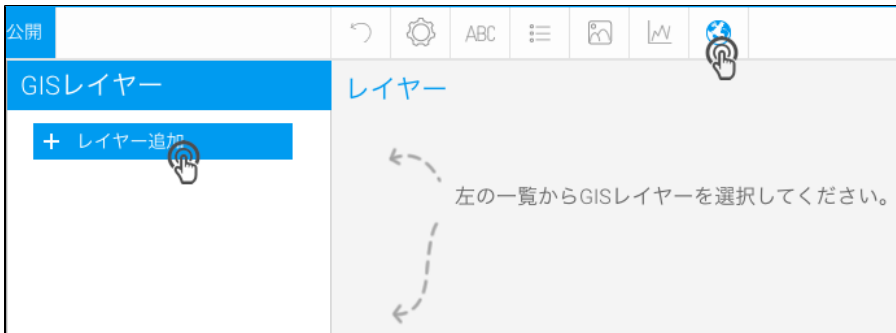 公開
ABC
GISレイヤー
レイヤー
+ レイヤー追加
左の一覧からGISレイヤーを選択してください。